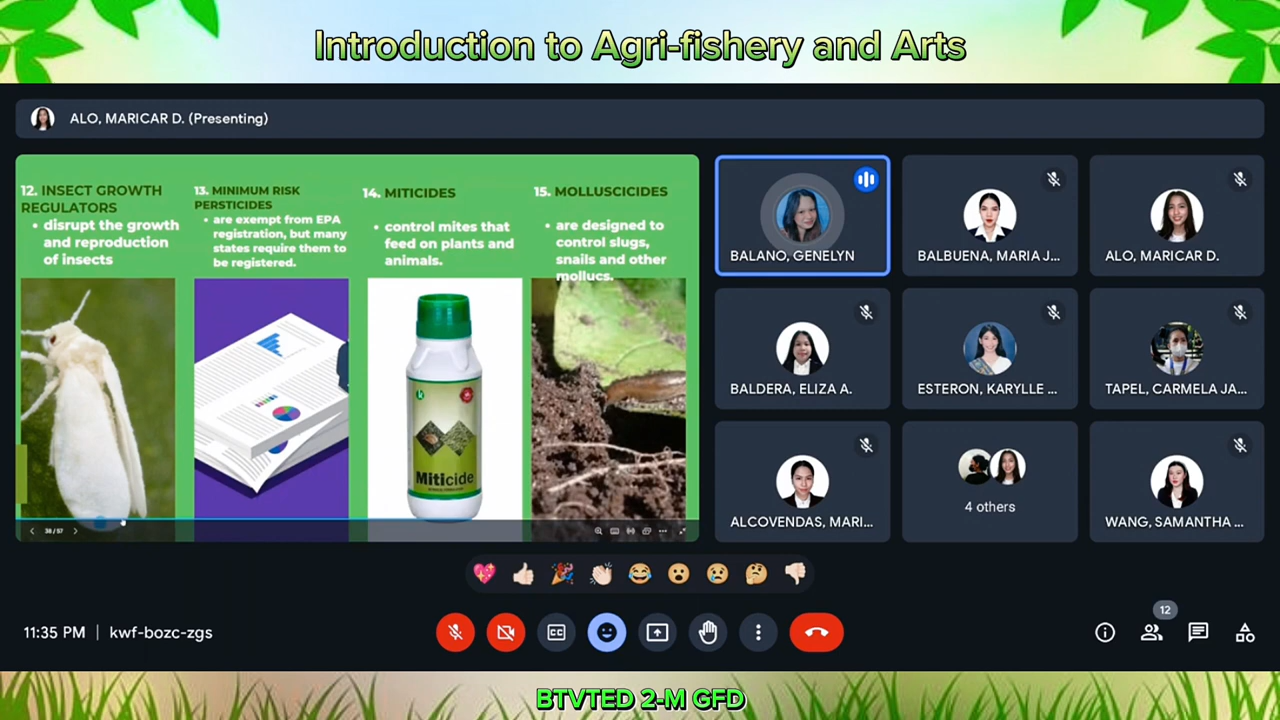 Introduction to Agri-fishery and Arts
ALO, MARICAR D. (Presenting)
12. INSECT GROWTH
REGULATORS
• disrupt the growth
and reproduction
of insects
13. MINIMUM RISK
PERSTICIDES
• are exempt from EPA
registration, but many
states require them to
be registered.
14. MITICIDES
• control mites that
feed on plants and
animals.
15. MOLLUSCICIDES
• are designed to
control slugs,
snails and other
mollucs.
Miticide
38 / 57
BALANO, GENELYN
BALBUENA, MARIA J...
ALO, MARICAR D.
BALDERA, ELIZA A.
ESTERON, KARYLLE ...
TAPEL, CARMELA JA...
ALCOVENDAS, MARI...
4 others
WANG, SAMANTHA ...
11:35 PM | kwf-bozc-zgs
CC
12
BTVTED 2-M GFD